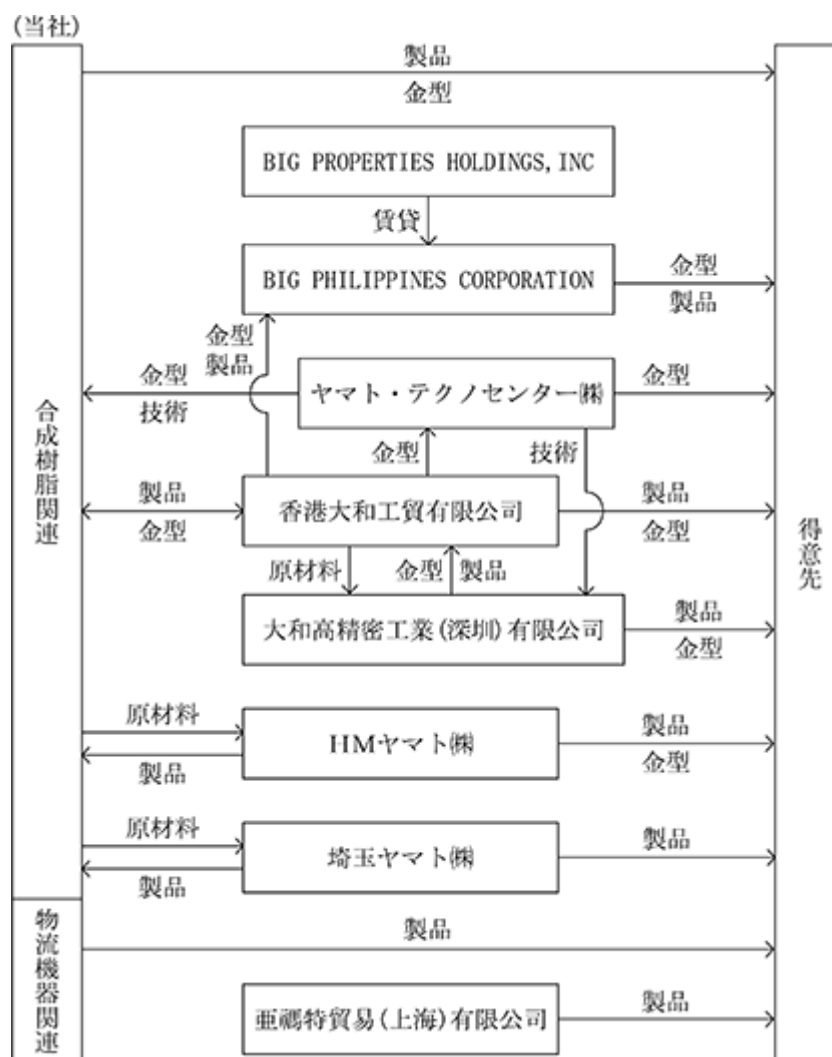 (当社)
製品
金型
BIG PROPERTIES HOLDINGS, INC
賃貸
BIG PHILIPPINES CORPORATION
金型
製品
金型
製品
金型
技術
ヤマト・テクノセンター㈱
金型
金型
技術
製品
金型
香港大和工貿有限公司
製品
金型
原材料
金型
製品
大和高精密工業(深圳)有限公司
製品
金型
原材料
製品
HMヤマト㈱
製品
金型
原材料
製品
埼玉ヤマト㈱
製品
製品
亜禡特貿易(上海)有限公司
製品
合成樹脂関連
物流機器関連
得意先